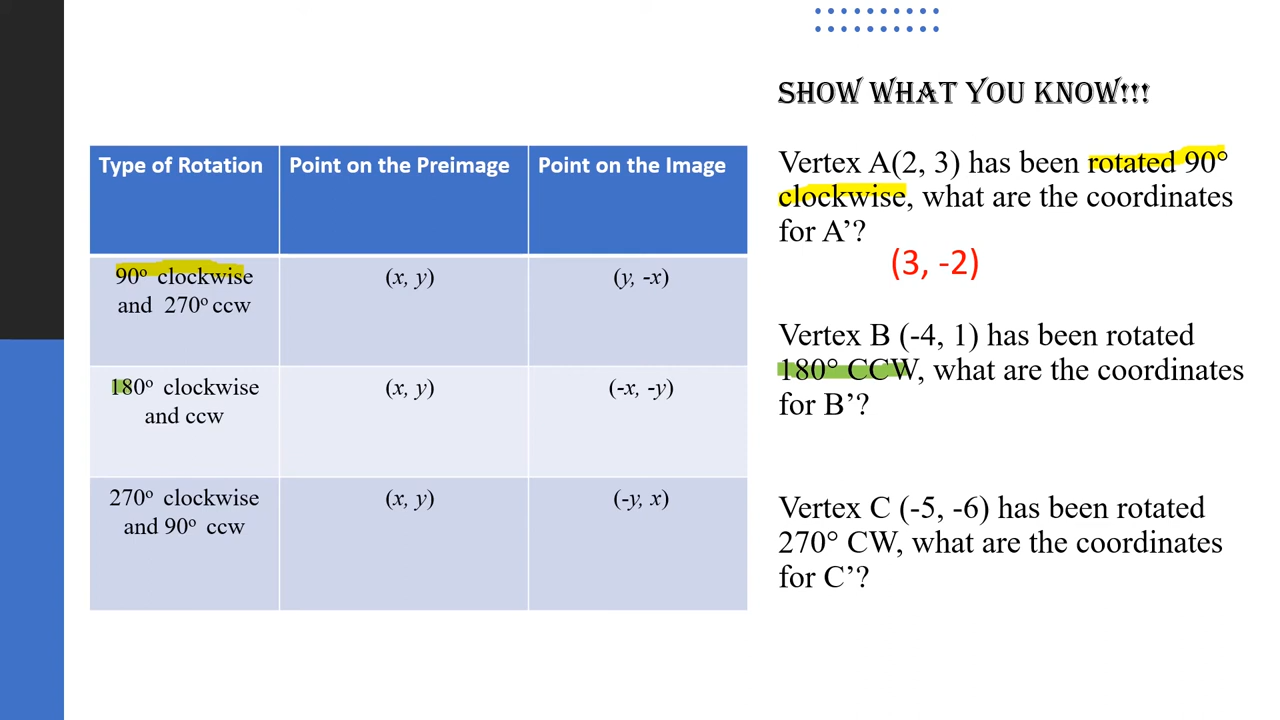 SHOW WHAT YOU KNOW!!!
Type of Rotation
Point on the Preimage
Point on the Image
90° clockwise
and 270° ccw
(x, y)
(y, -x)
180° clockwise
and ccw
(x, y)
(-x, -y)
270° clockwise
and 90° ccw
(x, y)
(-y, x)
Vertex A(2, 3) has been rotated 90°
clockwise, what are the coordinates
for A’?
(3, -2)
Vertex B (-4, 1) has been rotated
180° CCW, what are the coordinates
for B’?
Vertex C (-5, -6) has been rotated
270° CW, what are the coordinates
for C’?